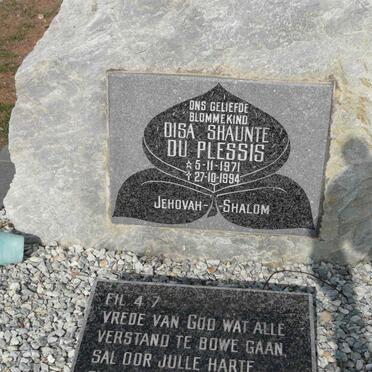 ONS GELIEFDE
BLOMMEKIND
DISA SHAUNTE
DU PLESSIS
☆ 5-11-1971
✝ 27-10-1994
JEHOVAH--SHALOM
FIL. 4:7
VREDE VAN GOD WAT ALLE
VERSTAND TE BOWE GAAN,
SAL OOR JULLE HARTE